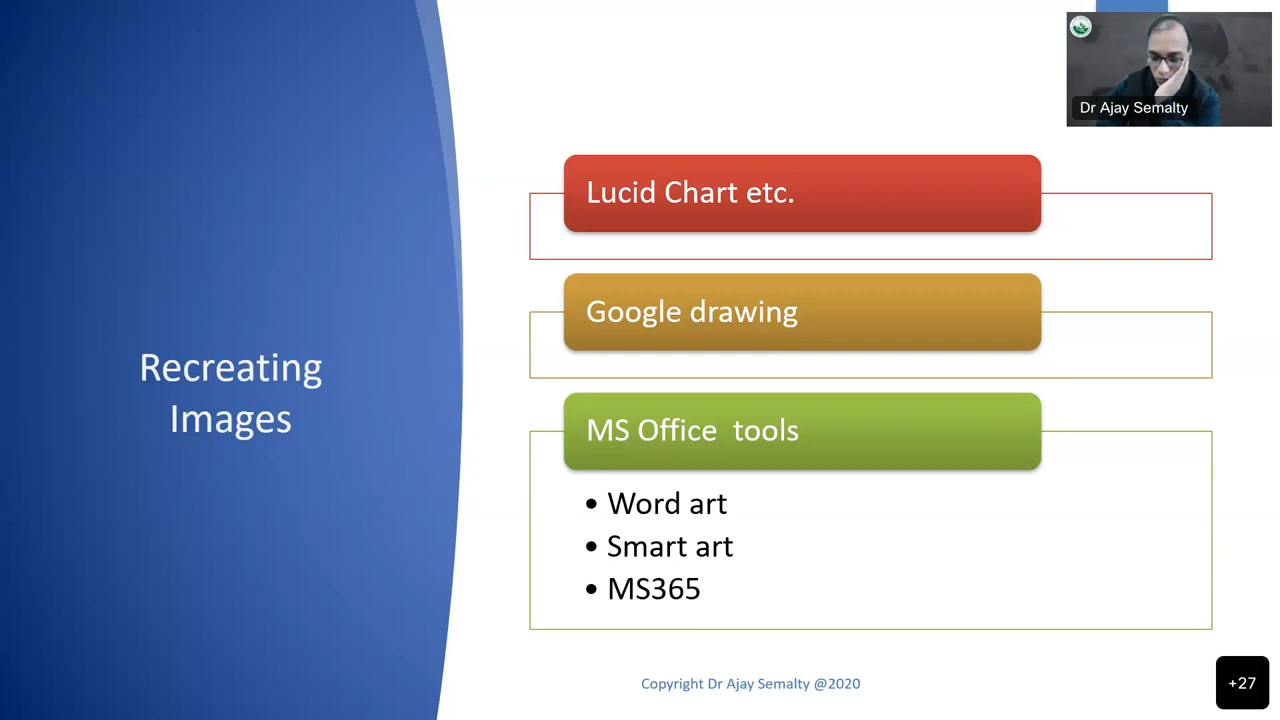 Dr Ajay Semalty
Lucid Chart etc.
Google drawing
Recreating
Images
MS Office  tools
• Word art
• Smart art
• MS365
Copyright Dr Ajay Semalty @2020
+27